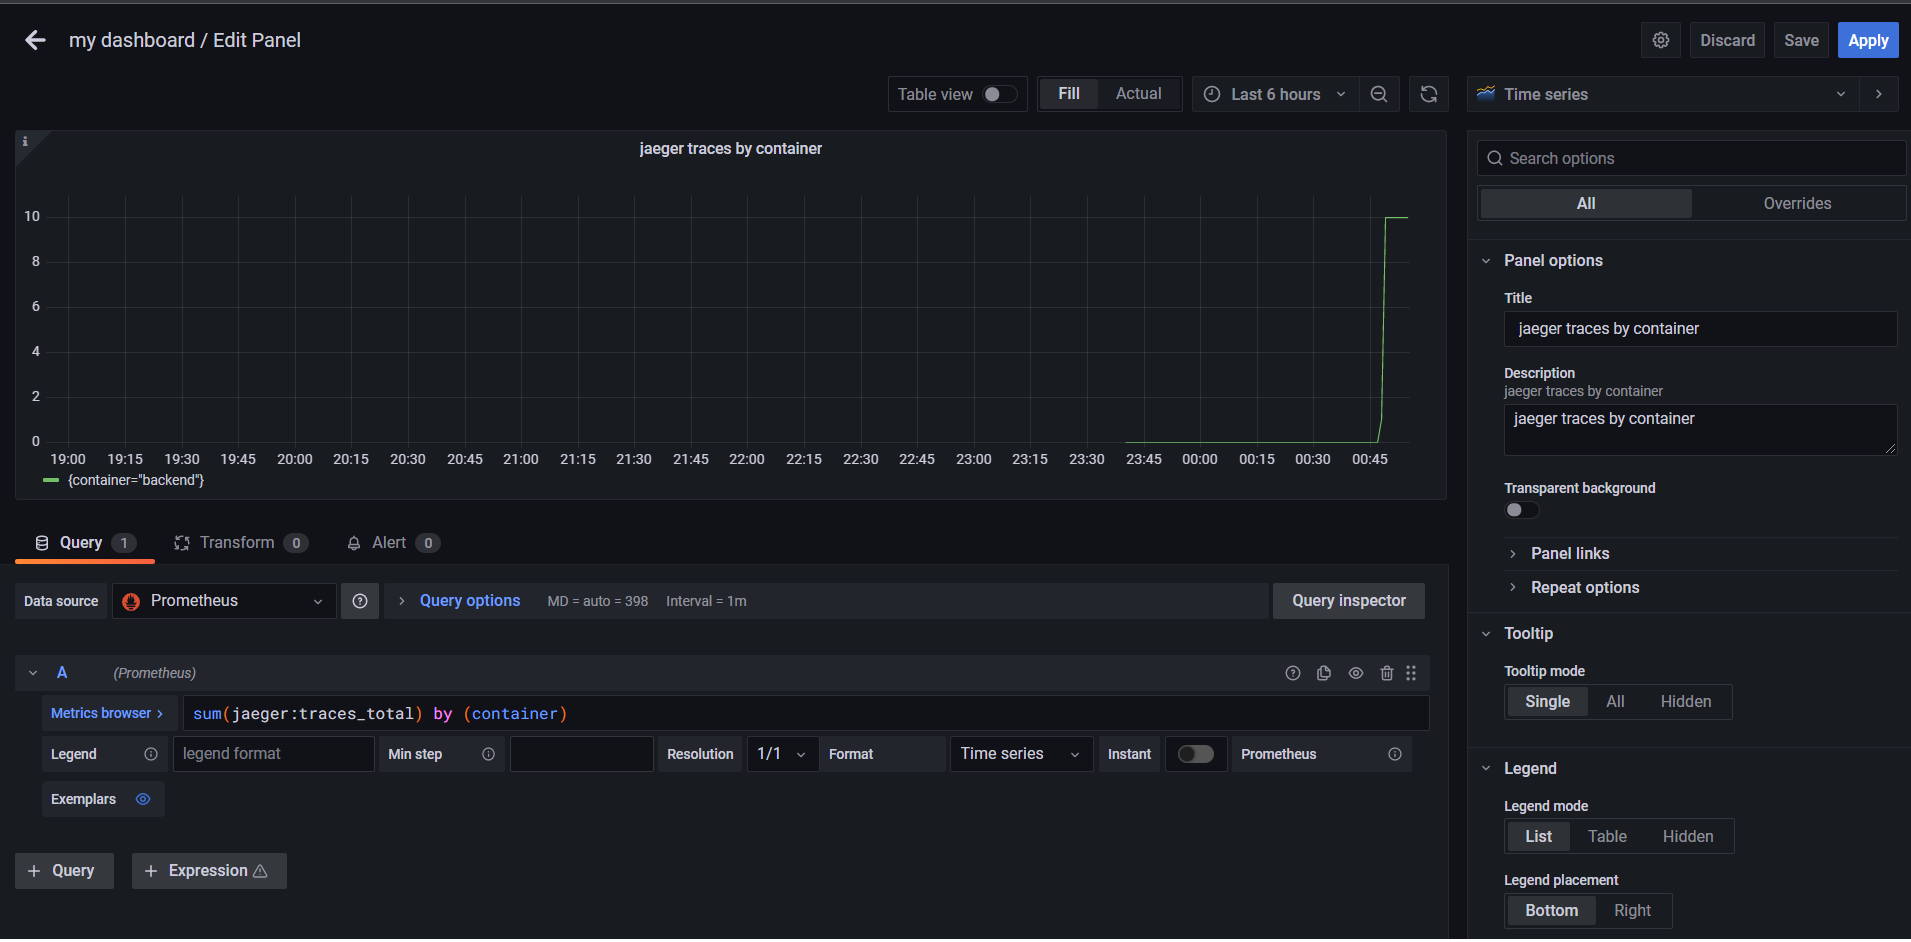 my dashboard / Edit Panel
Discard
Save
Apply
Table view
Fill
Actual
Last 6 hours
Time series
jaeger traces by container
10
8
6
4
2
0
19:00 19:15 19:30 19:45 20:00 20:15 20:30 20:45 21:00 21:15 21:30 21:45 22:00 22:15 22:30 22:45 23:00 23:15 23:30 23:45 00:00 00:15 00:30 00:45
{container="backend"}
Query 1
Transform 0
Alert 0
Data source
Prometheus
Query options
MD = auto = 398
Interval = 1m
Query inspector
A
(Prometheus)
Metrics browser >
sum(jaeger:traces_total) by (container)
Legend
legend format
Min step
Resolution
1/1
Format
Time series
Instant
Prometheus
Exemplars
+ Query
+ Expression
Search options
All
Overrides
Panel options
Title
jaeger traces by container
Description
jaeger traces by container
jaeger traces by container
Transparent background
Panel links
Repeat options
Tooltip
Tooltip mode
Single
All
Hidden
Legend
Legend mode
List
Table
Hidden
Legend placement
Bottom
Right